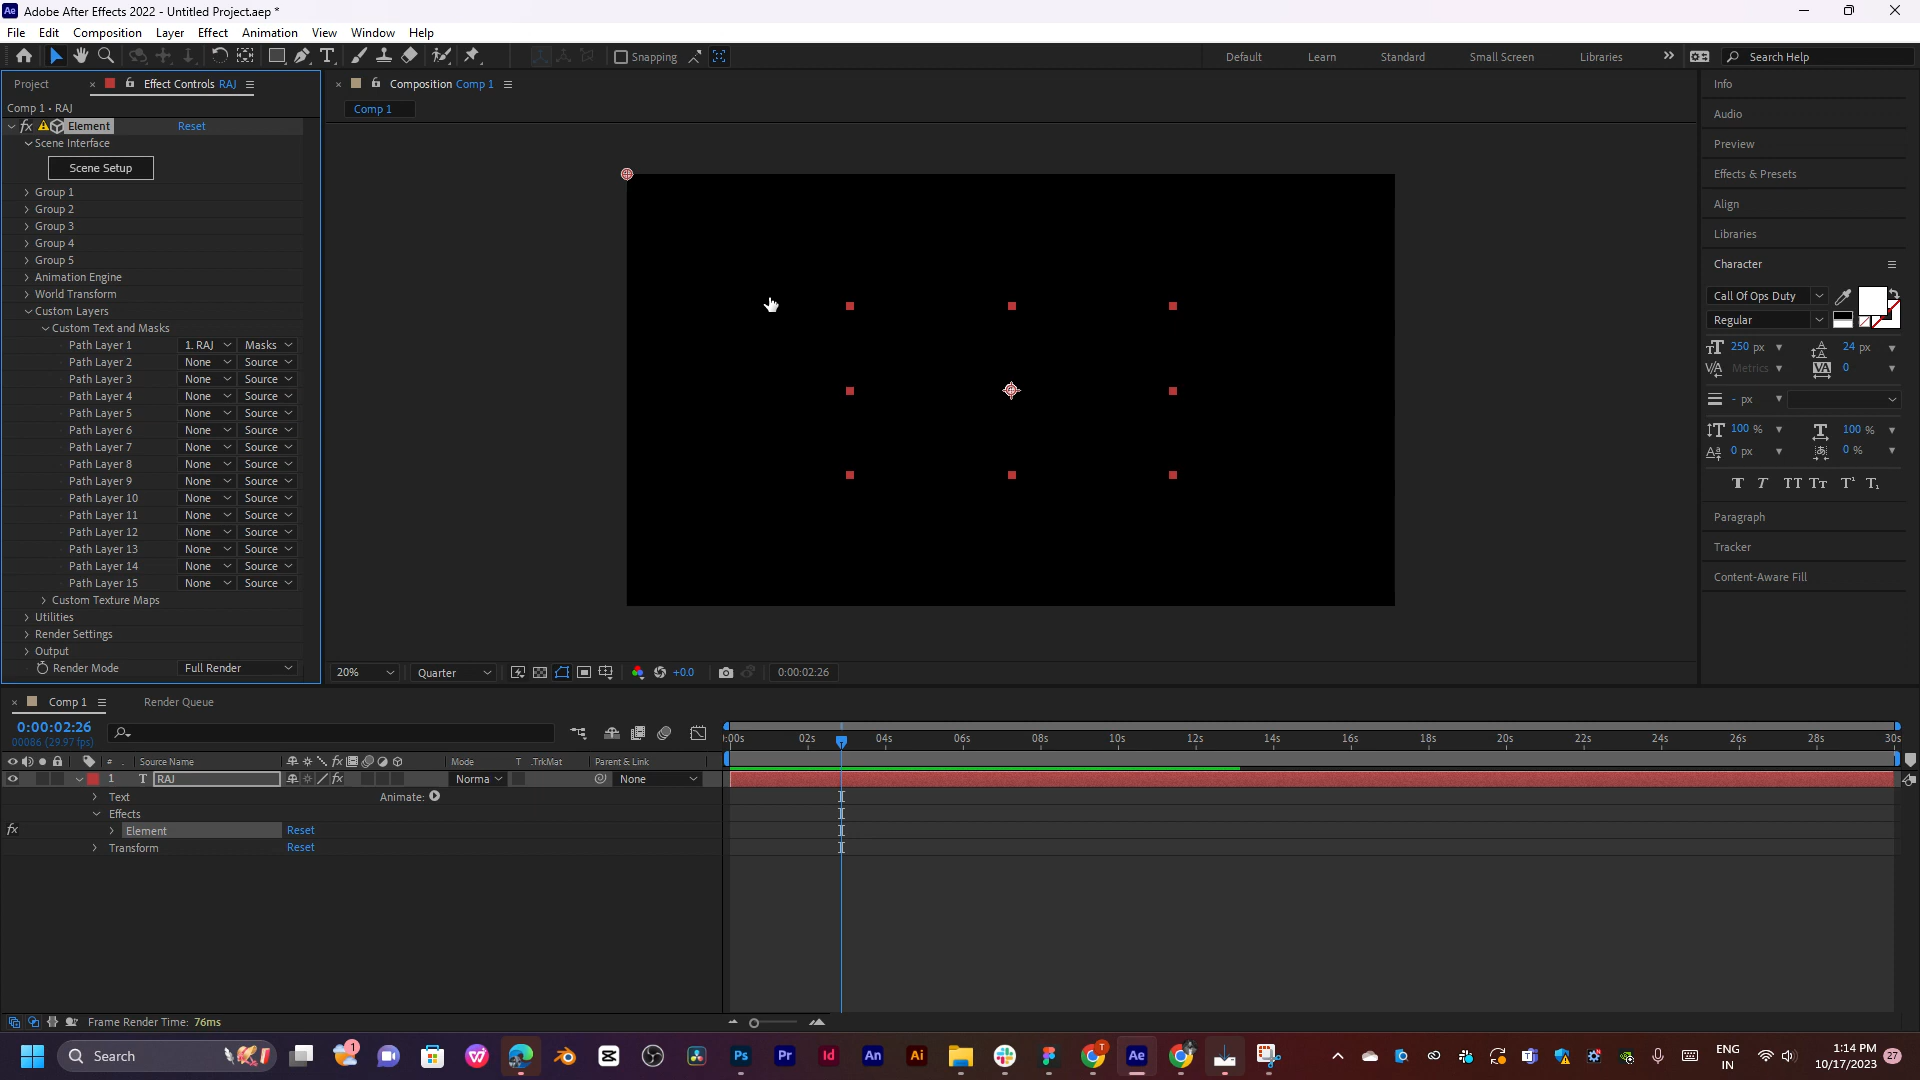 Adobe After Effects 2022 - Untitled Project.aep *
File Edit Composition Layer Effect Animation View Window Help
Snapping Default Learn Standard Small Screen Libraries Search Help
Project Effect Controls RAJ
Comp 1 • RAJ
fx Element Reset
Scene Interface
Scene Setup
Group 1
Group 2
Group 3
Group 4
Group 5
Animation Engine
World Transform
Custom Layers
Custom Text and Masks
Path Layer 1 1. RAJ Masks
Path Layer 2 None Source
Path Layer 3 None Source
Path Layer 4 None Source
Path Layer 5 None Source
Path Layer 6 None Source
Path Layer 7 None Source
Path Layer 8 None Source
Path Layer 9 None Source
Path Layer 10 None Source
Path Layer 11 None Source
Path Layer 12 None Source
Path Layer 13 None Source
Path Layer 14 None Source
Path Layer 15 None Source
Custom Texture Maps
Utilities
Render Settings
Output
Render Mode Full Render
Composition Comp 1
Comp 1
20% Quarter +0.0 0:00:02:26
Info
Audio
Preview
Effects & Presets
Align
Libraries
Character
Call Of Ops Duty
Regular
250 px 24 px
Metrics 0
- px
100 % 100 %
0 px 0 %
Paragraph
Tracker
Content-Aware Fill
Comp 1 Render Queue
0:00:02:26
00086 (29.97 fps)
:00s 02s 04s 06s 08s 10s 12s 14s 16s 18s 20s 22s 24s 26s 28s 30s
# Source Name Mode T .TrkMat Parent & Link
1 T RAJ Norma None
Text Animate:
Effects
fx Element Reset
Transform Reset
Frame Render Time: 76ms
Search
ENG
IN
1:14 PM
10/17/2023
27